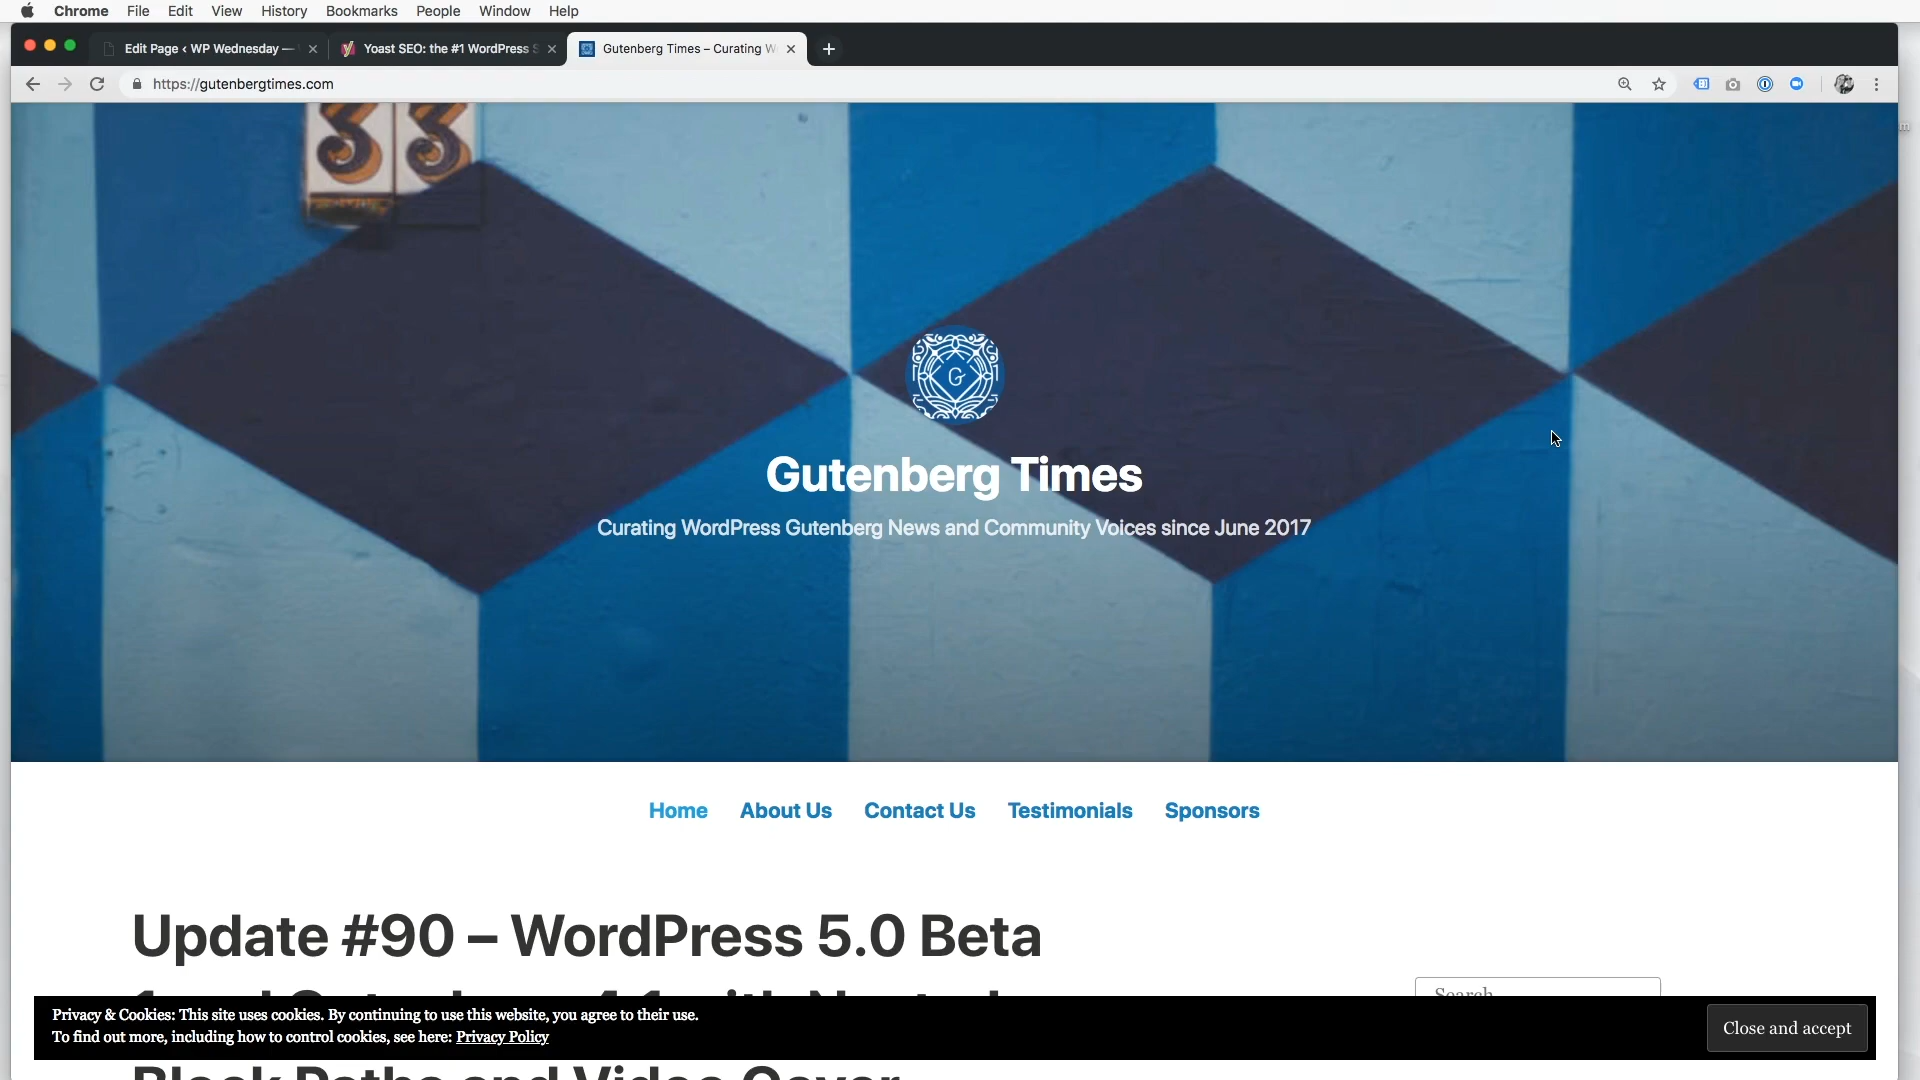 Chrome File Edit View History Bookmarks People Window Help
Edit Page ‹ WP Wednesday —
Yoast SEO: the #1 WordPress S
Gutenberg Times – Curating W
https://gutenbergtimes.com
33
G
Gutenberg Times
Curating WordPress Gutenberg News and Community Voices since June 2017
Home About Us Contact Us Testimonials Sponsors
Update #90 – WordPress 5.0 Beta
Search
Privacy & Cookies: This site uses cookies. By continuing to use this website, you agree to their use.
To find out more, including how to control cookies, see here: Privacy Policy
Close and accept